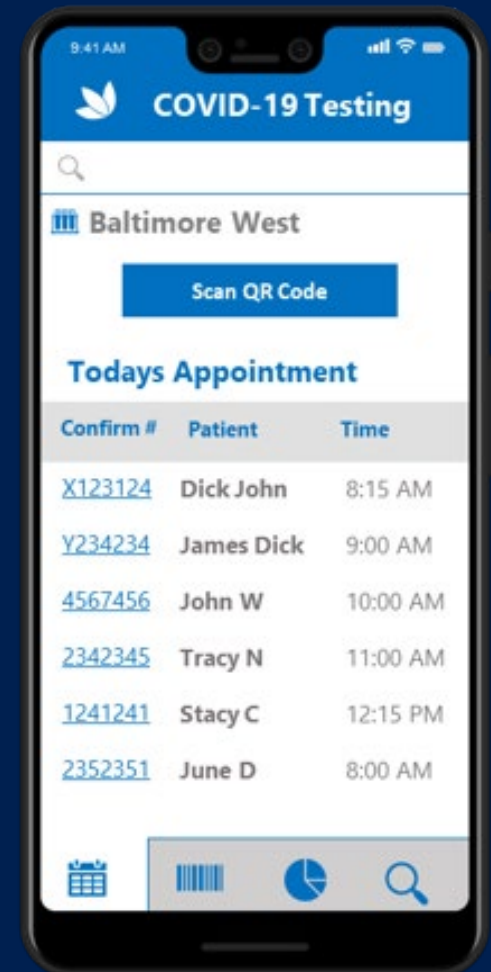 9:41 AM
COVID-19 Testing
Baltimore West
Scan QR Code
Todays Appointment
Confirm # Patient Time
X123124 Dick John 8:15 AM
Y234234 James Dick 9:00 AM
4567456 John W 10:00 AM
2342345 Tracy N 11:00 AM
1241241 Stacy C 12:15 PM
2352351 June D 8:00 AM